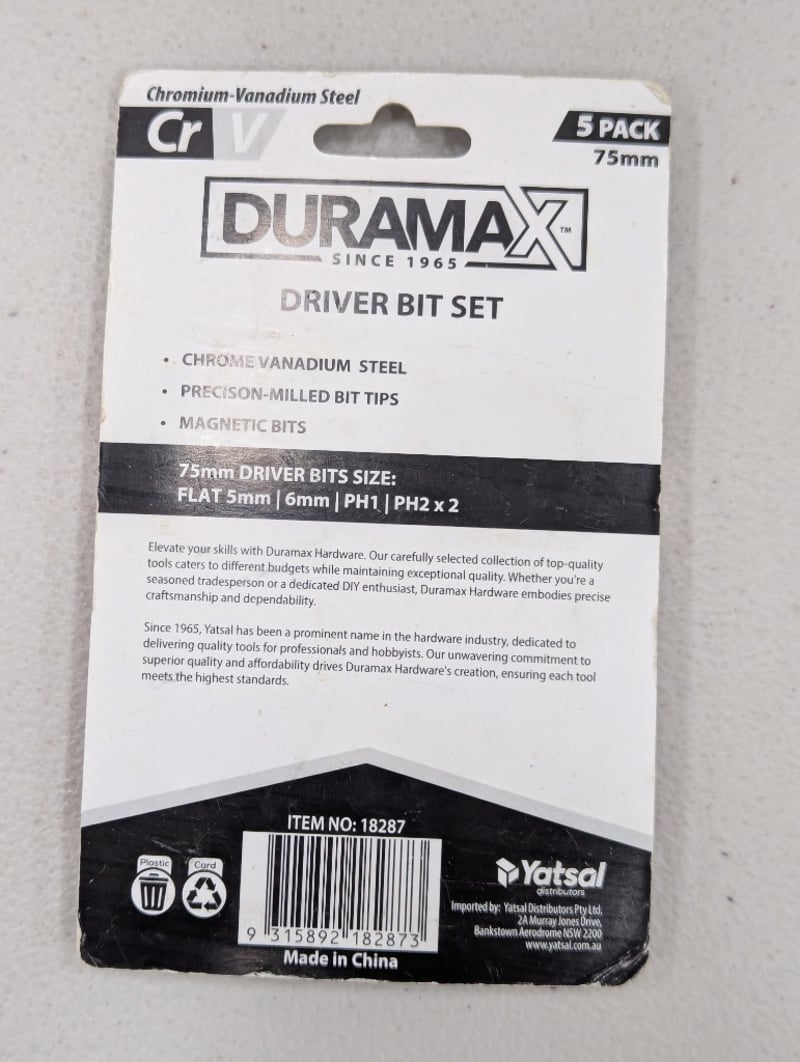 Chromium-Vanadium Steel
Cr V
5 PACK
75mm
DURAMAX™
SINCE 1965
DRIVER BIT SET
• CHROME VANADIUM STEEL
• PRECISON-MILLED BIT TIPS
• MAGNETIC BITS
75mm DRIVER BITS SIZE:
FLAT 5mm | 6mm | PH1 | PH2 x 2
Elevate your skills with Duramax Hardware. Our carefully selected collection of top-quality
tools caters to different budgets while maintaining exceptional quality. Whether you're a
seasoned tradesperson or a dedicated DIY enthusiast, Duramax Hardware embodies precise
craftsmanship and dependability.
Since 1965, Yatsal has been a prominent name in the hardware industry, dedicated to
delivering quality tools for professionals and hobbyists. Our unwavering commitment to
superior quality and affordability drives Duramax Hardware's creation, ensuring each tool
meets the highest standards.
ITEM NO: 18287
Plastic
Card
9 315892 182873
Made in China
Yatsal
distributors
Imported by: Yatsal Distributors Pty Ltd.
2A Murray Jones Drive,
Bankstown Aerodrome NSW 2200
www.yatsal.com.au